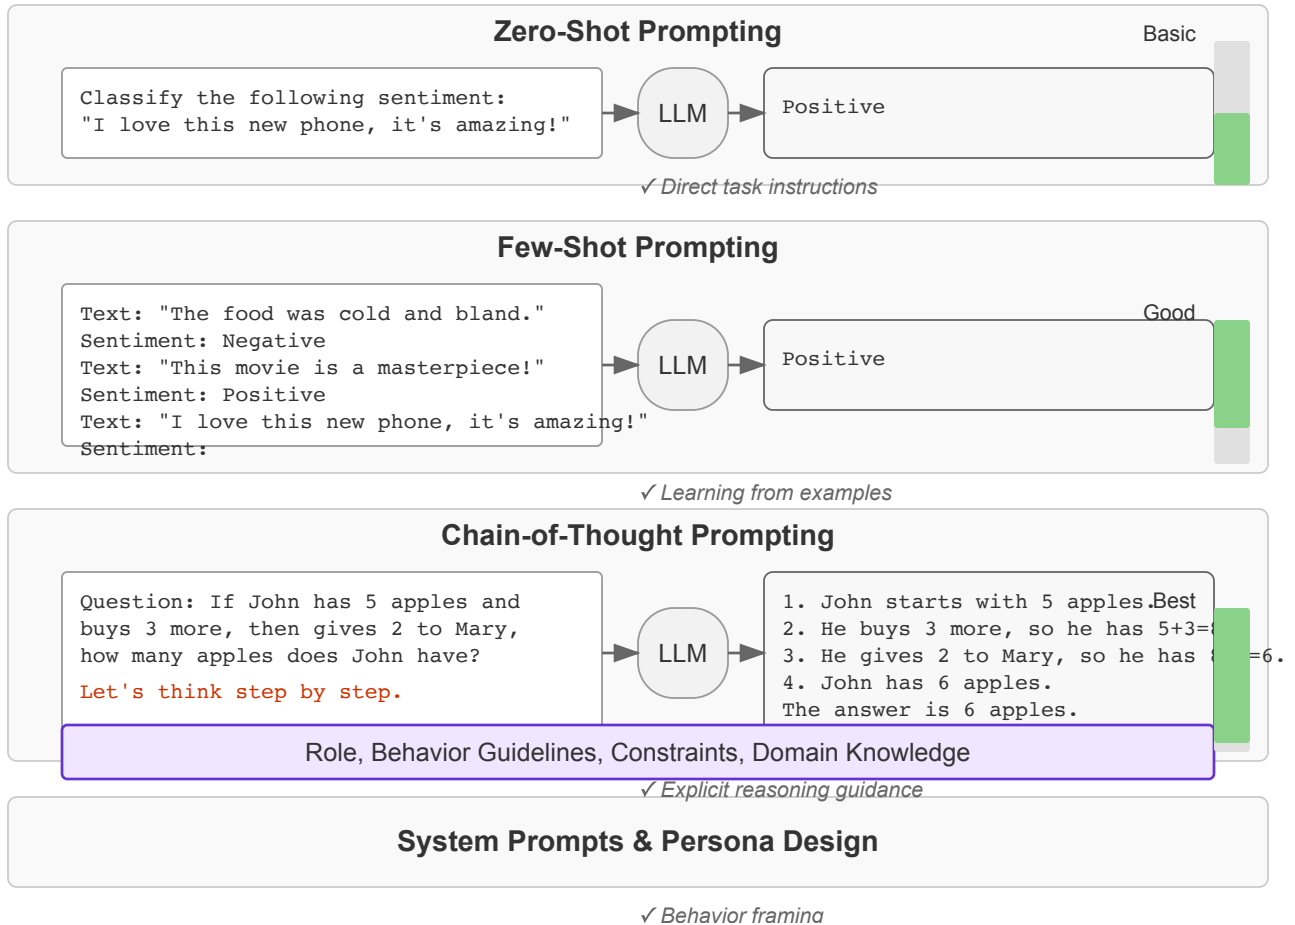 Zero-Shot Prompting
Basic
Classify the following sentiment:
"I love this new phone, it's amazing!"
LLM
Positive
✓ Direct task instructions
Few-Shot Prompting
Good
Text: "The food was cold and bland."
Sentiment: Negative
Text: "This movie is a masterpiece!"
Sentiment: Positive
Text: "I love this new phone, it's amazing!"
Sentiment:
LLM
Positive
✓ Learning from examples
Chain-of-Thought Prompting
Question: If John has 5 apples and
buys 3 more, then gives 2 to Mary,
how many apples does John have?
Let's think step by step.
LLM
Best
1. John starts with 5 apples.
2. He buys 3 more, so he has 5+3=
3. He gives 2 to Mary, so he has =6.
4. John has 6 apples.
The answer is 6 apples.
Role, Behavior Guidelines, Constraints, Domain Knowledge
✓ Explicit reasoning guidance
System Prompts & Persona Design
✓ Behavior framing